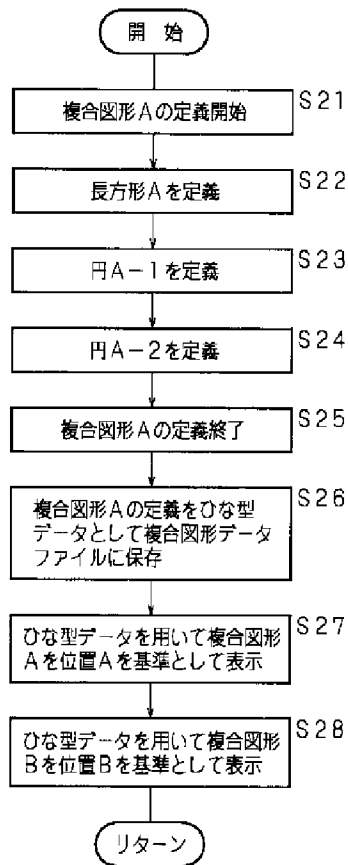 開 始
複合図形Aの定義開始
S21
長方形Aを定義
S22
円A-1を定義
S23
円A-2を定義
S24
複合図形Aの定義終了
S25
複合図形Aの定義をひな型
データとして複合図形データ
ファイルに保存
S26
ひな型データを用いて複合図形
Aを位置Aを基準として表示
S27
ひな型データを用いて複合図形
Bを位置Bを基準として表示
S28
リターン